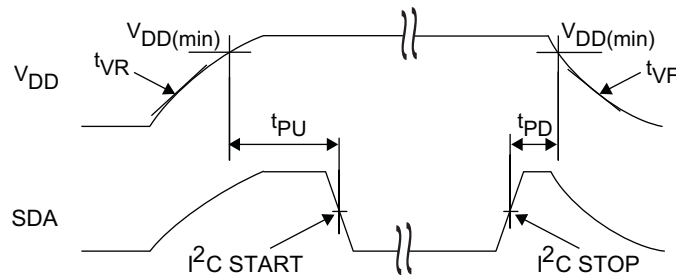 VDD(min)
VDD(min)
tVR
tVF
VDD
tPU
tPD
SDA
I2C START
I2C STOP